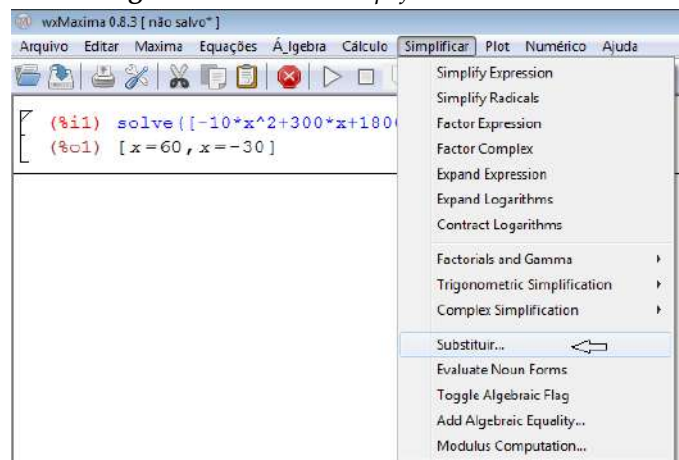 wxMaxima 0.8.3 [ não salvo* ]
Arquivo Editar Maxima Equações Á_lgebra Cálculo Simplificar Plot Numérico Ajuda
(%i1) solve([-10*x^2+300*x+180
(%o1) [x=60,x=-30]
Simplify Expression
Simplify Radicals
Factor Expression
Factor Complex
Expand Expression
Expand Logarithms
Contract Logarithms
Factorials and Gamma
Trigonometric Simplification
Complex Simplification
Substituir...
Evaluate Noun Forms
Toggle Algebraic Flag
Add Algebraic Equality...
Modulus Computation...